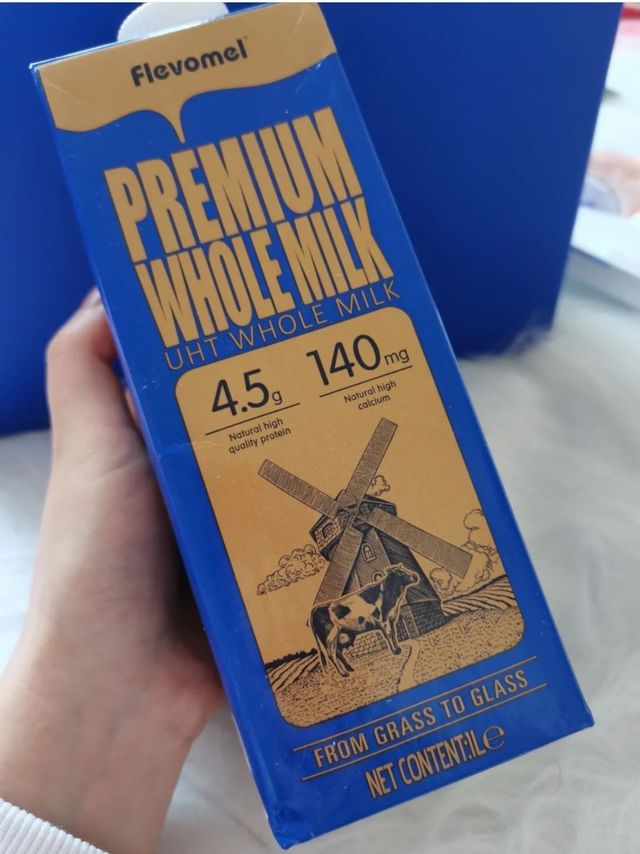 Flevomel
PREMIUM
WHOLE MILK
UHT WHOLE MILK
4.5g 140mg
Natural high
quality protein
Natural high
calcium
FROM GRASS TO GLASS
NET CONTENT:1L℮